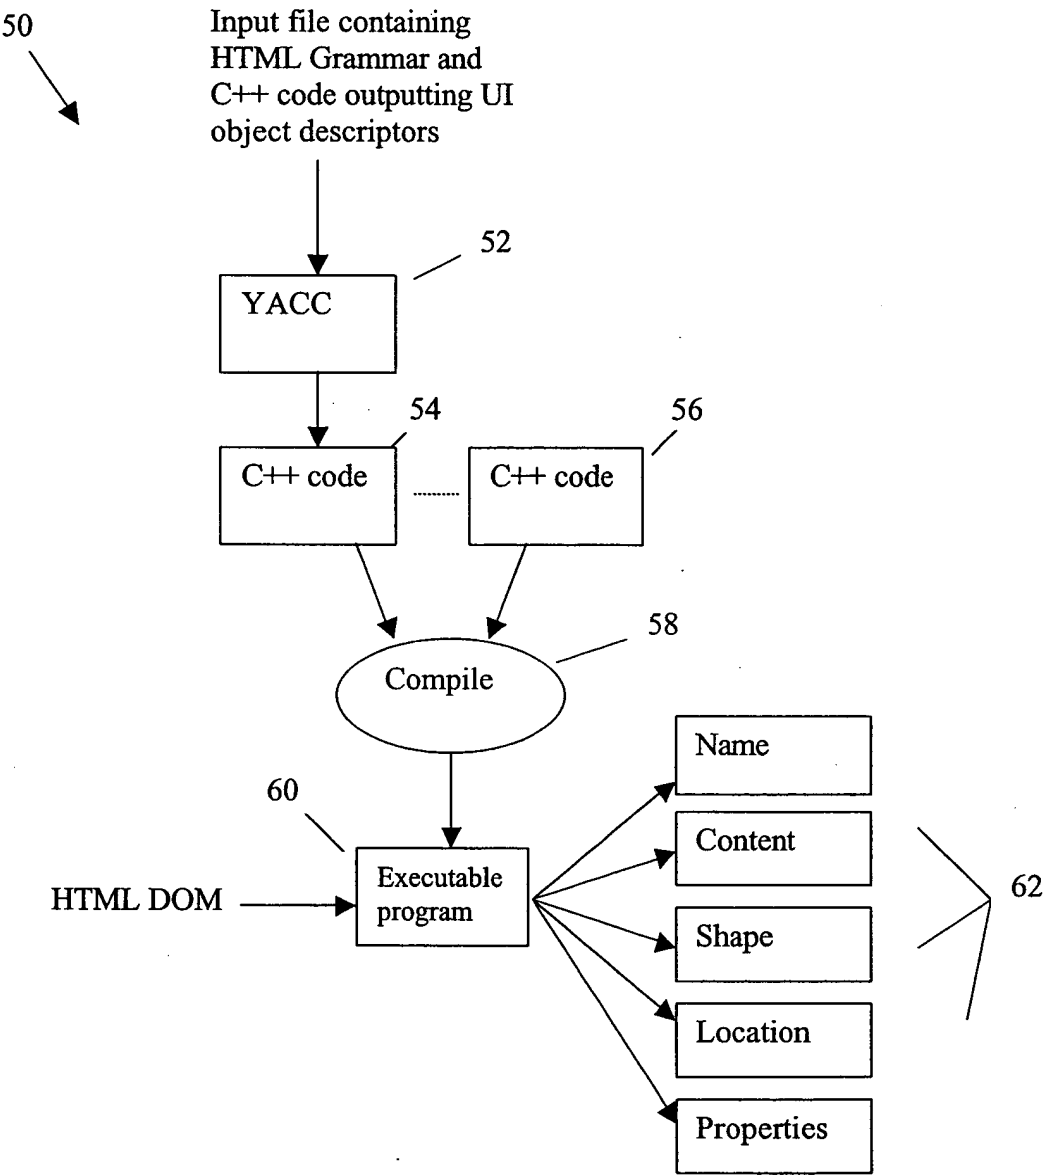 50
Input file containing
HTML Grammar and
C++ code outputting UI
object descriptors
52
YACC
54
56
C++ code
C++ code
58
Compile
60
Name
Content
Executable
program
HTML DOM
62
Shape
Location
Properties